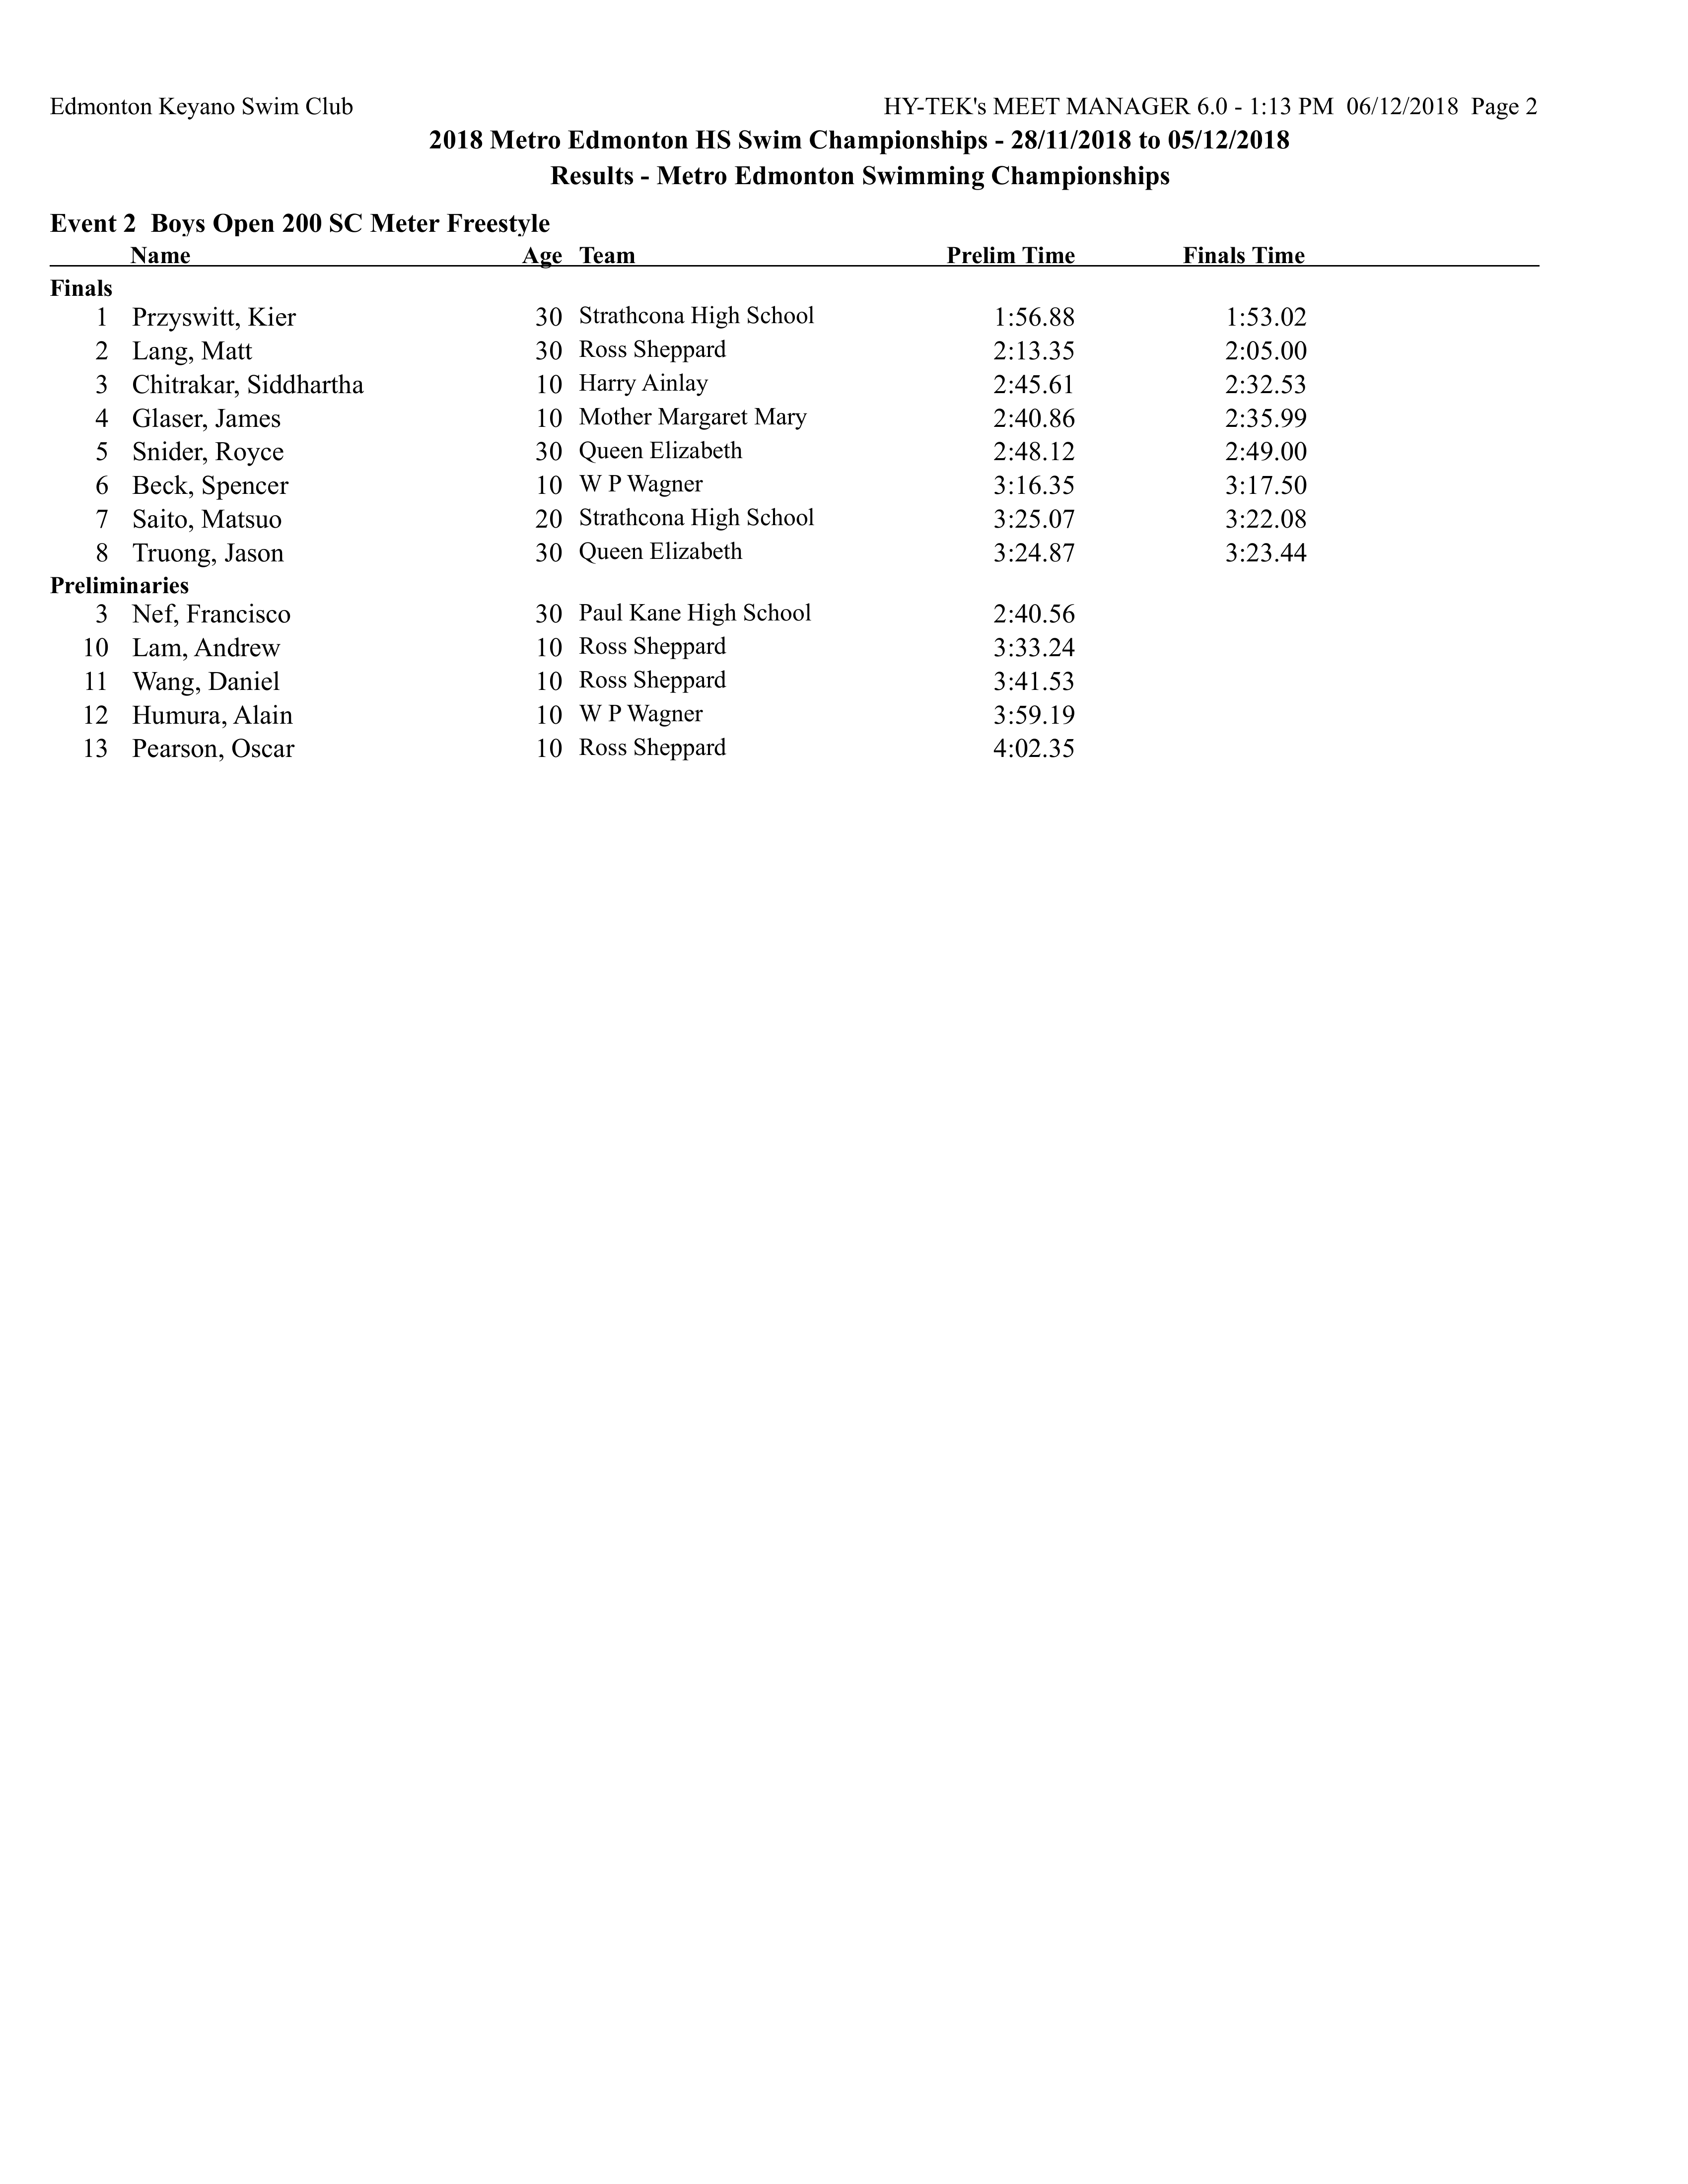 Edmonton Keyano Swim Club HY-TEK's MEET MANAGER 6.0 - 1:13 PM 06/12/2018 Page 2
2018 Metro Edmonton HS Swim Championships - 28/11/2018 to 05/12/2018
Results - Metro Edmonton Swimming Championships
Event 2 Boys Open 200 SC Meter Freestyle
Name Age Team Prelim Time Finals Time
Finals
1 Przyswitt, Kier 30 Strathcona High School 1:56.88 1:53.02
2 Lang, Matt 30 Ross Sheppard 2:13.35 2:05.00
3 Chitrakar, Siddhartha 10 Harry Ainlay 2:45.61 2:32.53
4 Glaser, James 10 Mother Margaret Mary 2:40.86 2:35.99
5 Snider, Royce 30 Queen Elizabeth 2:48.12 2:49.00
6 Beck, Spencer 10 W P Wagner 3:16.35 3:17.50
7 Saito, Matsuo 20 Strathcona High School 3:25.07 3:22.08
8 Truong, Jason 30 Queen Elizabeth 3:24.87 3:23.44
Preliminaries
3 Nef, Francisco 30 Paul Kane High School 2:40.56
10 Lam, Andrew 10 Ross Sheppard 3:33.24
11 Wang, Daniel 10 Ross Sheppard 3:41.53
12 Humura, Alain 10 W P Wagner 3:59.19
13 Pearson, Oscar 10 Ross Sheppard 4:02.35